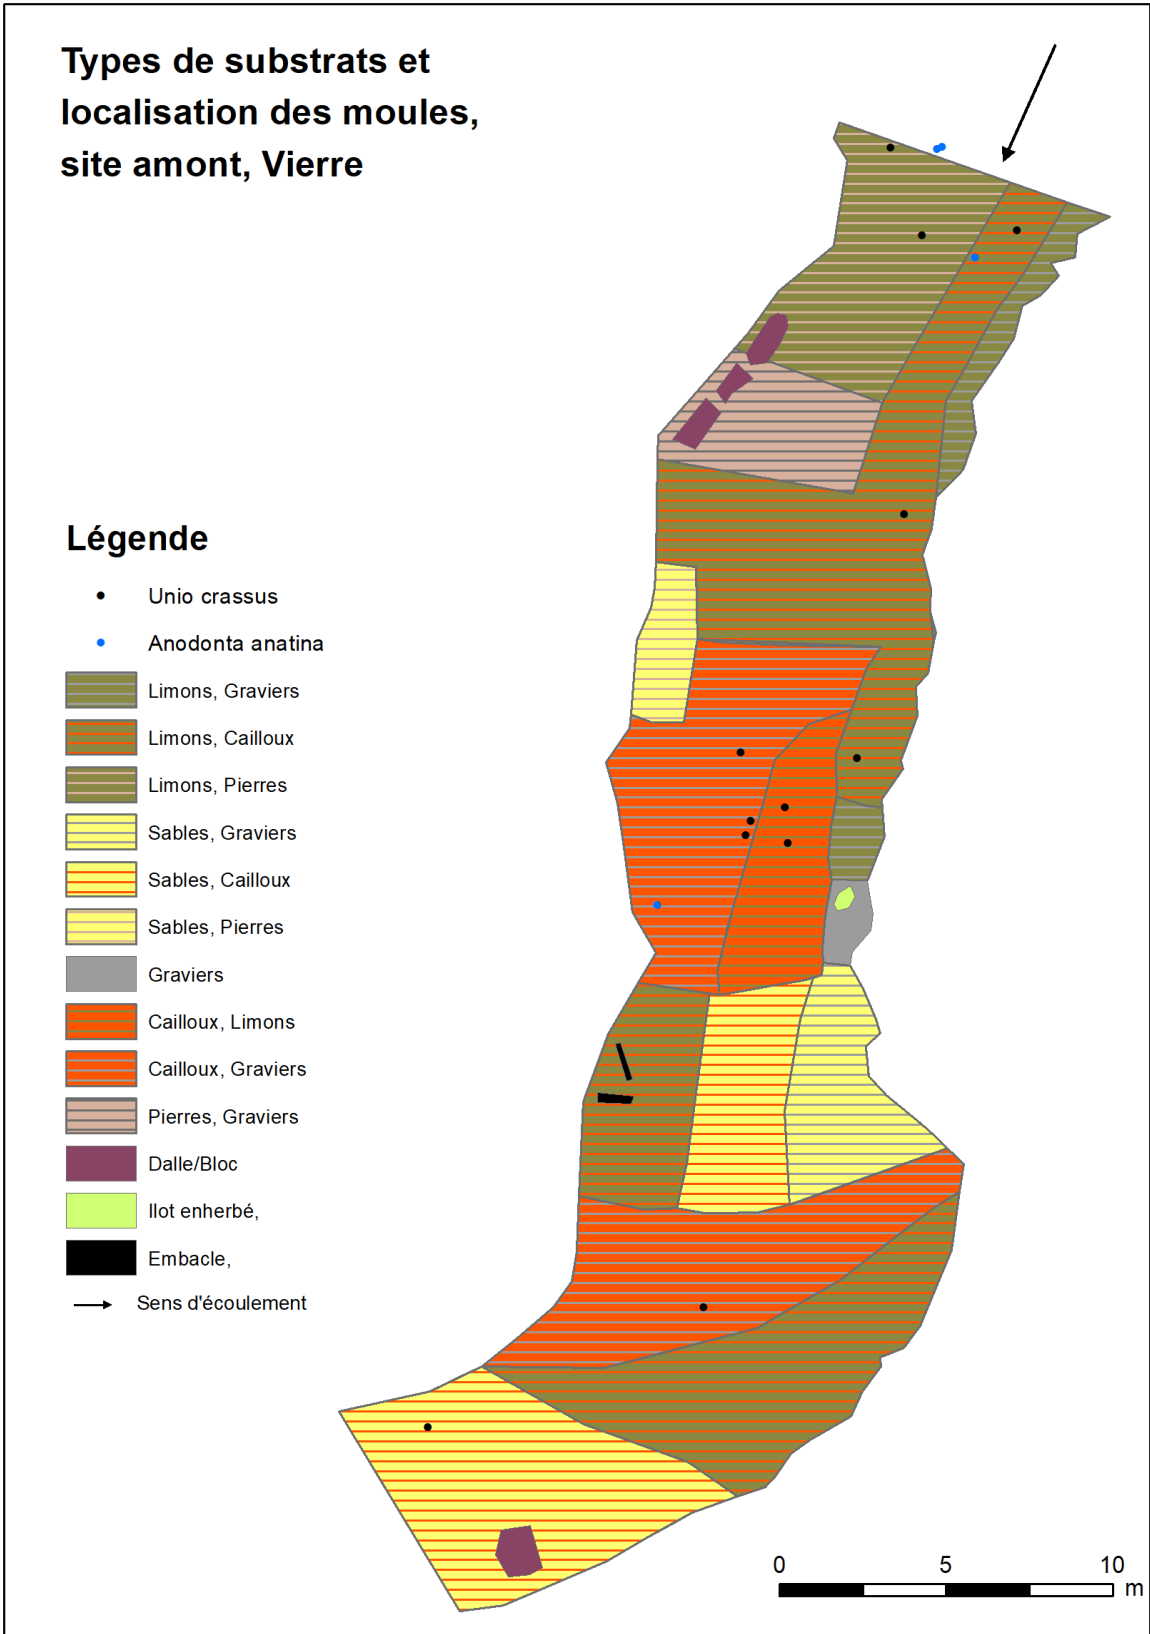 Types de substrats et
localisation des moules,
site amont, Vierre
Légende
Unio crassus
Anodonta anatina
Limons, Graviers
Limons, Cailloux
Limons, Pierres
Sables, Graviers
Sables, Cailloux
Sables, Pierres
Graviers
Cailloux, Limons
Cailloux, Graviers
Pierres, Graviers
Dalle/Bloc
Ilot enherbé,
Embacle,
Sens d'écoulement
0 5 10
m